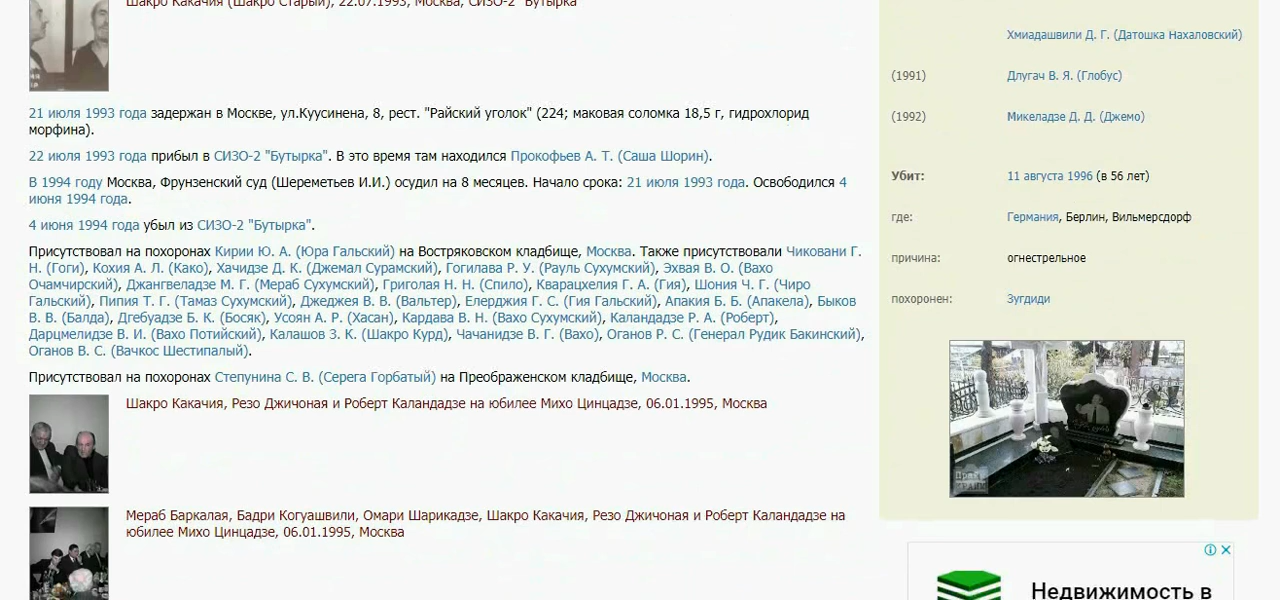 Шакро Какачия (Шакро Старый), 22.07.1993, Москва, СИЗО-2 "Бутырка"
21 июля 1993 года задержан в Москве, ул.Куусинена, 8, рест. "Райский уголок" (224; маковая соломка 18,5 г, гидрохлорид
морфина).
22 июля 1993 года прибыл в СИЗО-2 "Бутырка". В это время там находился Прокофьев А. Т. (Саша Шорин).
В 1994 году Москва, Фрунзенский суд (Шереметьев И.И.) осудил на 8 месяцев. Начало срока: 21 июля 1993 года. Освободился 4
июня 1994 года.
4 июня 1994 года убыл из СИЗО-2 "Бутырка".
Присутствовал на похоронах Кирии Ю. А. (Юра Гальский) на Востряковском кладбище, Москва. Также присутствовали Чиковани Г.
Н. (Гоги), Кохия А. Л. (Како), Хачидзе Д. К. (Джемал Сурамский), Гогилава Р. У. (Рауль Сухумский), Эхвая В. О. (Вахо
Очамчирский), Джангвеладзе М. Г. (Мераб Сухумский), Григолая Н. Н. (Спило), Кварацхелия Г. А. (Гия), Шония Ч. Г. (Чиро
Гальский), Пипия Т. Г. (Тамаз Сухумский), Джеджея В. В. (Вальтер), Елерджия Г. С. (Гия Гальский), Апакия Б. Б. (Апакела), Быков
В. В. (Балда), Дгебуадзе Б. К. (Босяк), Усоян А. Р. (Хасан), Кардава В. Н. (Вахо Сухумский), Каландадзе Р. А. (Роберт),
Дарцмелидзе В. И. (Вахо Потийский), Калашов З. К. (Шакро Курд), Чачанидзе В. Г. (Вахо), Оганов Р. С. (Генерал Рудик Бакинский),
Оганов В. С. (Вачкос Шестипалый).
Присутствовал на похоронах Степунина С. В. (Серега Горбатый) на Преображенском кладбище, Москва.
Шакро Какачия, Резо Джичоная и Роберт Каландадзе на юбилее Михо Цинцадзе, 06.01.1995, Москва
Мераб Баркалая, Бадри Когуашвили, Омари Шарикадзе, Шакро Какачия, Резо Джичоная и Роберт Каландадзе на
юбилее Михо Цинцадзе, 06.01.1995, Москва
Хмиадашвили Д. Г. (Датошка Нахаловский)
(1991) Длугач В. Я. (Глобус)
(1992) Микеладзе Д. Д. (Джемо)
Убит: 11 августа 1996 (в 56 лет)
где: Германия, Берлин, Вильмерсдорф
причина: огнестрельное
похоронен: Зугдиди
Недвижимость в